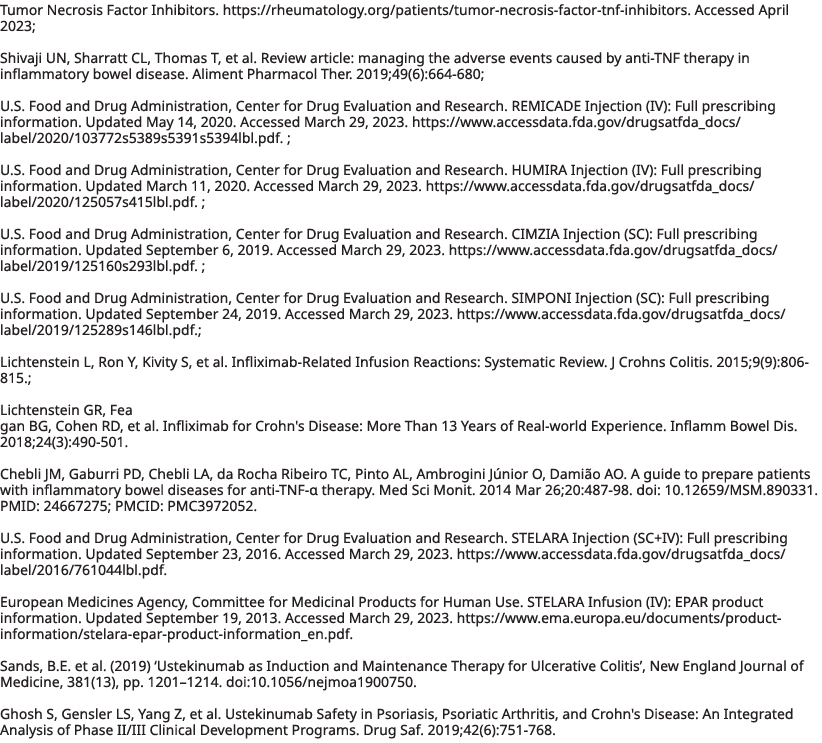 Tumor Necrosis Factor Inhibitors. https://rheumatology.org/patients/tumor-necrosis-factor-tnf-inhibitors. Accessed April
2023;
Shivaji UN, Sharratt CL, Thomas T, et al. Review article: managing the adverse events caused by anti-TNF therapy in
inflammatory bowel disease. Aliment Pharmacol Ther. 2019;49(6):664-680;
U.S. Food and Drug Administration, Center for Drug Evaluation and Research. REMICADE Injection (IV): Full prescribing
information. Updated May 14, 2020. Accessed March 29, 2023. https://www.accessdata.fda.gov/drugsatfda_docs/
label/2020/103772s5389s5391s5394lbl.pdf. ;
U.S. Food and Drug Administration, Center for Drug Evaluation and Research. HUMIRA Injection (IV): Full prescribing
information. Updated March 11, 2020. Accessed March 29, 2023. https://www.accessdata.fda.gov/drugsatfda_docs/
label/2020/125057s415lbl.pdf. ;
U.S. Food and Drug Administration, Center for Drug Evaluation and Research. CIMZIA Injection (SC): Full prescribing
information. Updated September 6, 2019. Accessed March 29, 2023. https://www.accessdata.fda.gov/drugsatfda_docs/
label/2019/125160s293lbl.pdf. ;
U.S. Food and Drug Administration, Center for Drug Evaluation and Research. SIMPONI Injection (SC): Full prescribing
information. Updated September 24, 2019. Accessed March 29, 2023. https://www.accessdata.fda.gov/drugsatfda_docs/
label/2019/125289s146lbl.pdf.;
Lichtenstein L, Ron Y, Kivity S, et al. Infliximab-Related Infusion Reactions: Systematic Review. J Crohns Colitis. 2015;9(9):806-
815.;
Lichtenstein GR, Fea
gan BG, Cohen RD, et al. Infliximab for Crohn's Disease: More Than 13 Years of Real-world Experience. Inflamm Bowel Dis.
2018;24(3):490-501.
Chebli JM, Gaburri PD, Chebli LA, da Rocha Ribeiro TC, Pinto AL, Ambrogini Júnior O, Damião AO. A guide to prepare patients
with inflammatory bowel diseases for anti-TNF-α therapy. Med Sci Monit. 2014 Mar 26;20:487-98. doi: 10.12659/MSM.890331.
PMID: 24667275; PMCID: PMC3972052.
U.S. Food and Drug Administration, Center for Drug Evaluation and Research. STELARA Injection (SC+IV): Full prescribing
information. Updated September 23, 2016. Accessed March 29, 2023. https://www.accessdata.fda.gov/drugsatfda_docs/
label/2016/761044lbl.pdf.
European Medicines Agency, Committee for Medicinal Products for Human Use. STELARA Infusion (IV): EPAR product
information. Updated September 19, 2013. Accessed March 29, 2023. https://www.ema.europa.eu/documents/product-
information/stelara-epar-product-information_en.pdf.
Sands, B.E. et al. (2019) ‘Ustekinumab as Induction and Maintenance Therapy for Ulcerative Colitis’, New England Journal of
Medicine, 381(13), pp. 1201–1214. doi:10.1056/nejmoa1900750.
Ghosh S, Gensler LS, Yang Z, et al. Ustekinumab Safety in Psoriasis, Psoriatic Arthritis, and Crohn's Disease: An Integrated
Analysis of Phase II/III Clinical Development Programs. Drug Saf. 2019;42(6):751-768.